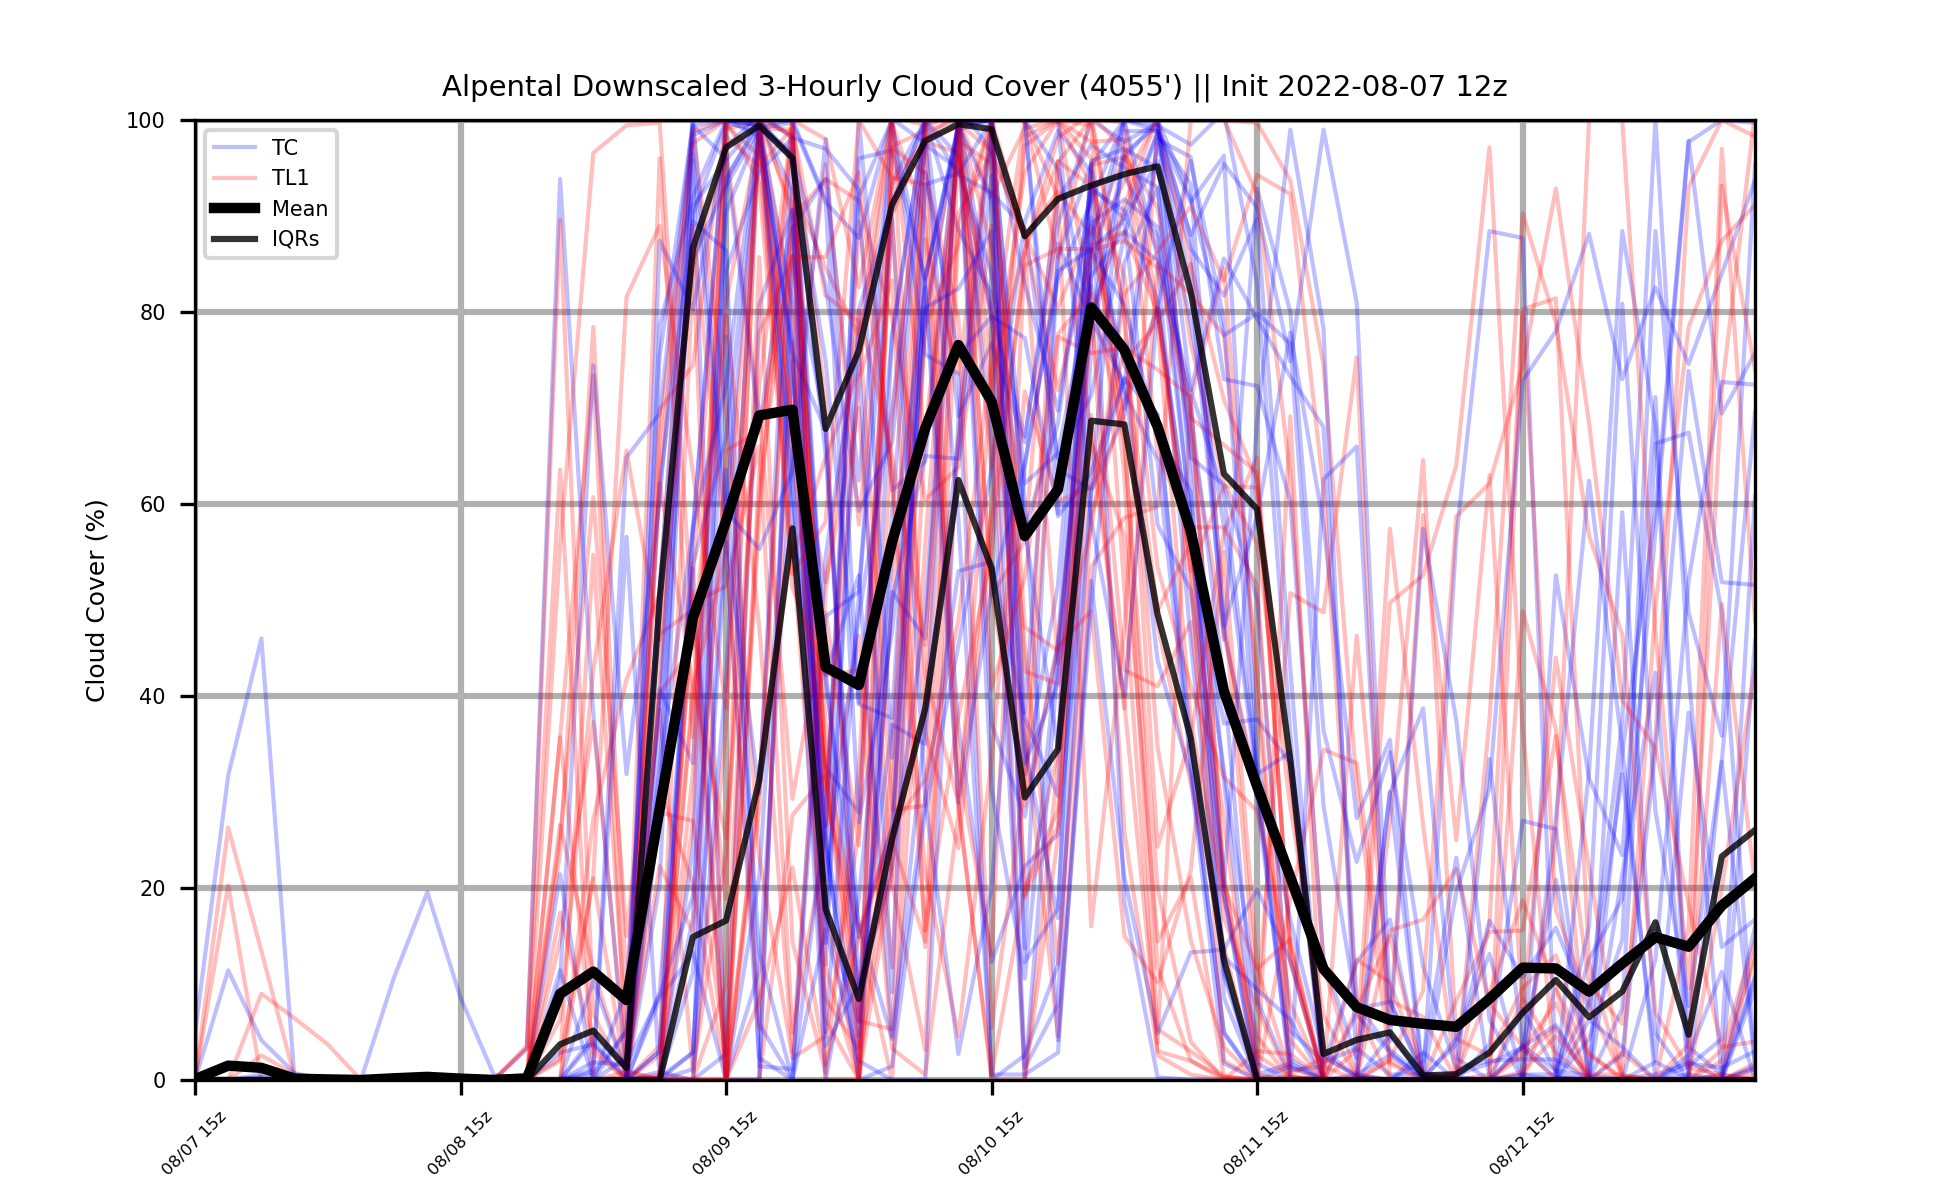 Alpental Downscaled 3-Hourly Cloud Cover (4055') || Init 2022-08-07 12z
TC
TL1
Mean
IQRs
Cloud Cover (%)
100
80
60
40
20
0
08/07 15z
08/08 15z
08/09 15z
08/10 15z
08/11 15z
08/12 15z